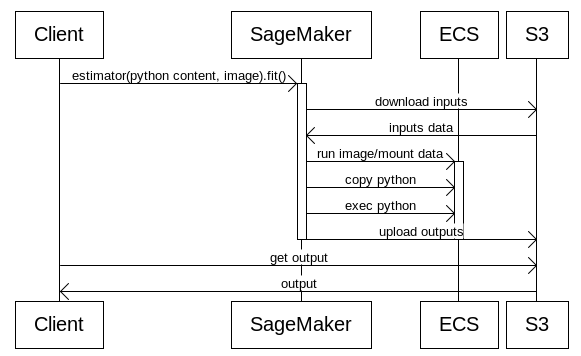 Client
SageMaker
ECS
S3
estimator(python content, image).fit()
download inputs
inputs data
run image/mount data
copy python
exec python
upload outputs
get output
output
Client
SageMaker
ECS
S3